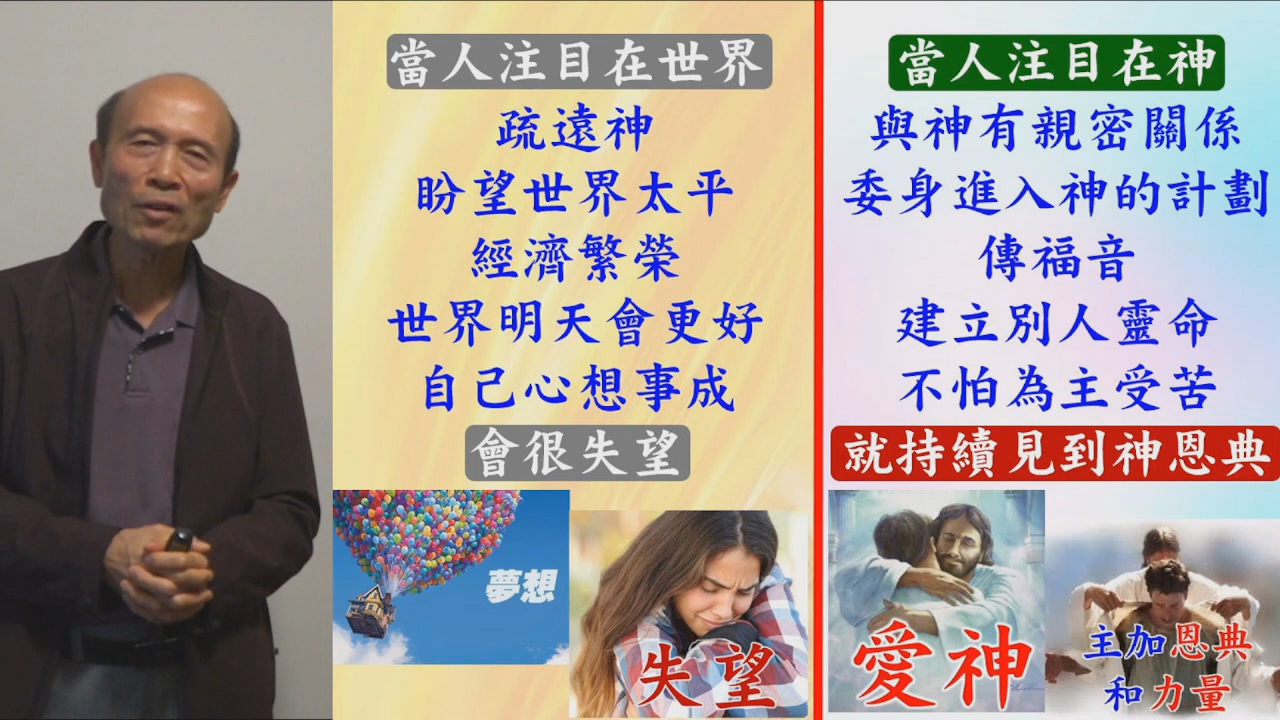 當人注目在世界
疏遠神
盼望世界太平
經濟繁榮
世界明天會更好
自己心想事成
會很失望
夢想
失望
當人注目在神
與神有親密關係
委身進入神的計劃
傳福音
建立別人靈命
不怕為主受苦
就持續見到神恩典
愛神
主加恩典
和力量